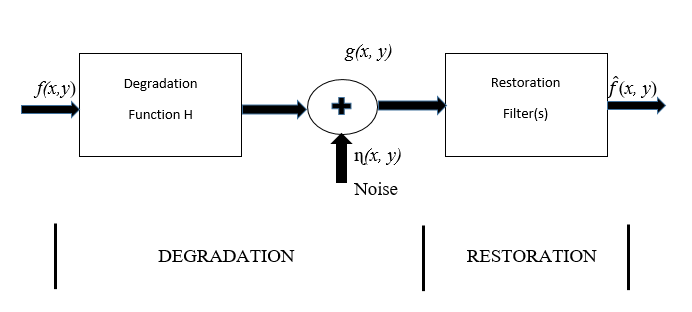 g(x, y)
f(x,y)
Degradation
Function H
+
Restoration
Filter(s)
f̂(x, y)
η(x, y)
Noise
DEGRADATION
RESTORATION